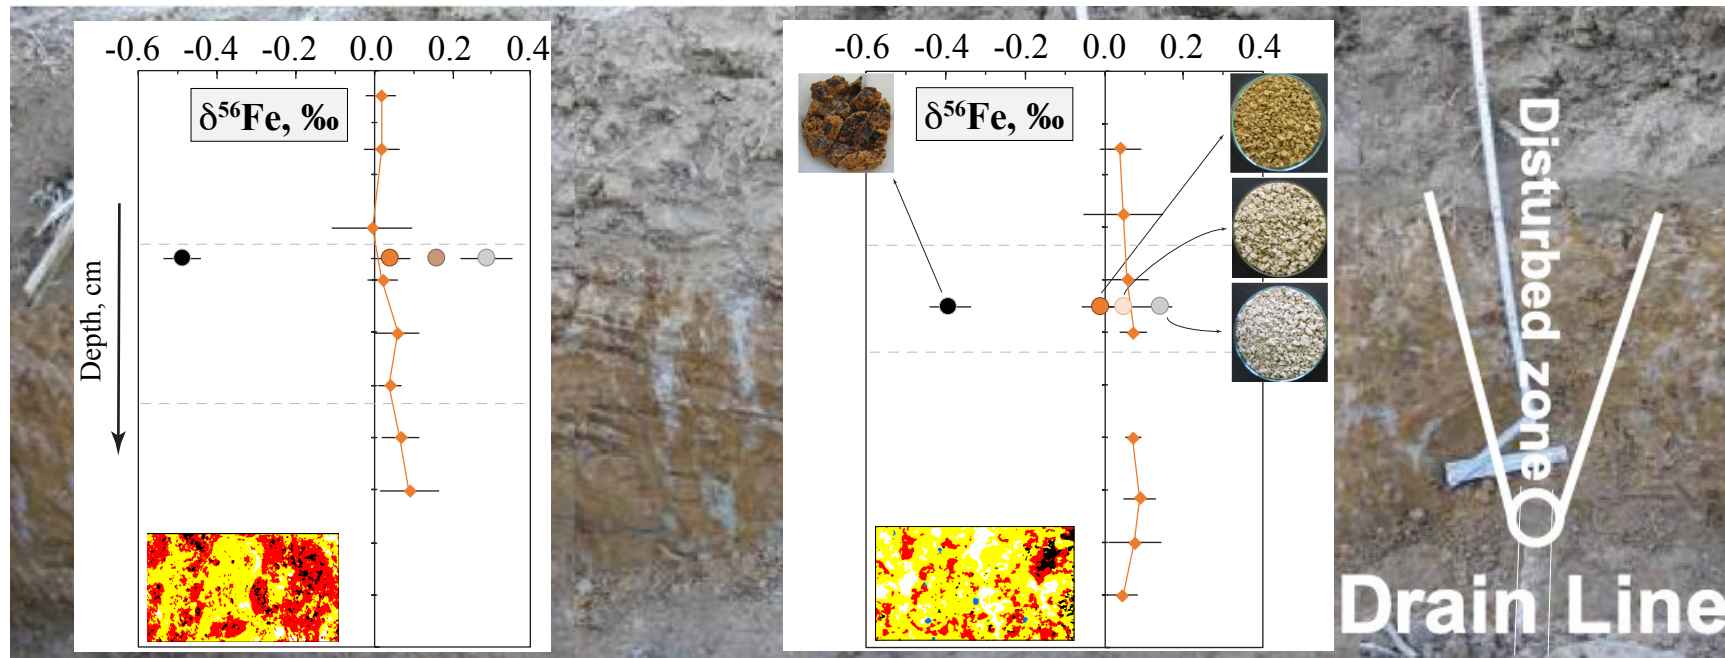 -0.6 -0.4 -0.2 0.0 0.2 0.4
δ⁵⁶Fe, ‰
Depth, cm
-0.6 -0.4 -0.2 0.0 0.2 0.4
δ⁵⁶Fe, ‰
Disturbed zone
Drain Line